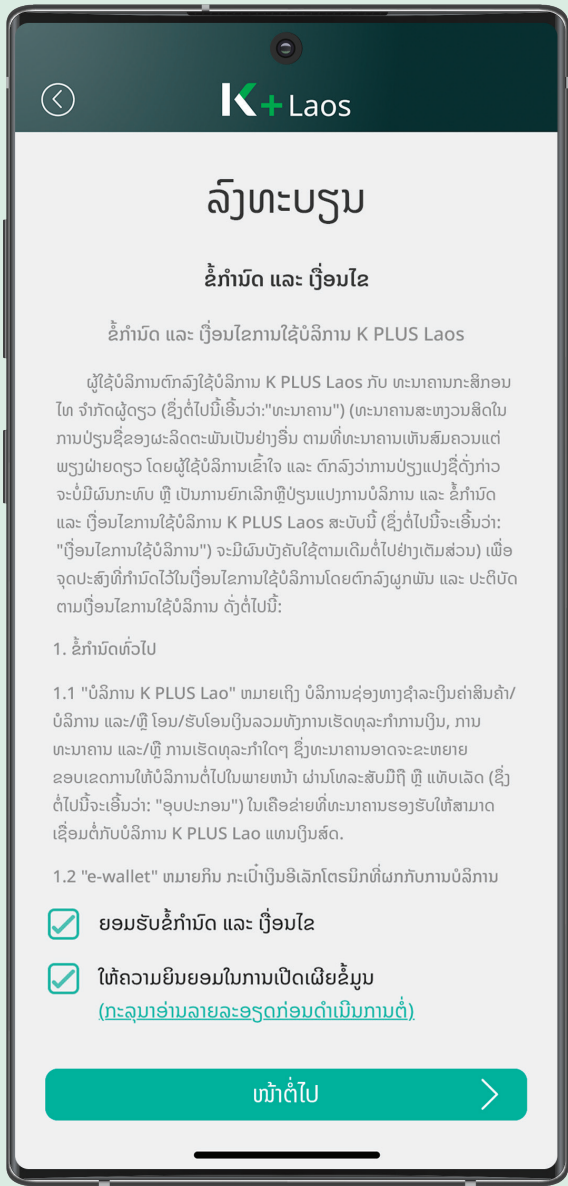 K+ Laos
ລົງທະບຽນ
ຂໍ້ກຳນົດ ແລະ ເງື່ອນໄຂ
ຂໍ້ກຳນົດ ແລະ ເງື່ອນໄຂການໃຊ້ບໍລິການ K PLUS Laos
ຜູ້ໃຊ້ບໍລິການຕົກລົງໃຊ້ບໍລິການ K PLUS Laos ກັບ ທະນາຄານກະສິກອນ
ໄທ ຈຳກັດຜູ້ດຽວ (ຊຶ່ງຕໍ່ໄປນີ້ເອີ້ນວ່າ:"ທະນາຄານ") (ທະນາຄານສະຫງວນສິດໃນ
ການປ່ຽນຊື່ຂອງຜະລິດຕະພັນເປັນຢ່າງອື່ນ ຕາມທີ່ທະນາຄານເຫັນສົມຄວນແຕ່
ພຽງຝ່າຍດຽວ ໂດຍຜູ້ໃຊ້ບໍລິການເຂົ້າໃຈ ແລະ ຕົກລົງວ່າການປ່ຽງແປງຊື່ດັ່ງກ່າວ
ຈະບໍ່ມີຜົນກະທົບ ຫຼື ເປັນການຍົກເລີກຫຼືປ່ຽນແປງການບໍລິການ ແລະ ຂໍ້ກຳນົດ
ແລະ ເງື່ອນໄຂການໃຊ້ບໍລິການ K PLUS Laos ສະບັບນີ້ (ຊຶ່ງຕໍ່ໄປນີ້ຈະເອີ້ນວ່າ:
"ເງື່ອນໄຂການໃຊ້ບໍລິການ") ຈະມີຜົນບັງຄັບໃຊ້ຕາມເດີມຕໍ່ໄປຢ່າງເຕັມສ່ວນ) ເພື່ອ
ຈຸດປະສົງທີ່ກຳນົດໄວ້ໃນເງື່ອນໄຂການໃຊ້ບໍລິການໂດຍຕົກລົງຜູກພັນ ແລະ ປະຕິບັດ
ຕາມເງື່ອນໄຂການໃຊ້ບໍລິການ ດັ່ງຕໍ່ໄປນີ້:
1. ຂໍ້ກຳນົດທົ່ວໄປ
1.1 "ບໍລິການ K PLUS Lao" ຫມາຍເຖິງ ບໍລິການຊ່ອງທາງຊຳລະເງິນຄ່າສິນຄ້າ/
ບໍລິການ ແລະ/ຫຼື ໂອນ/ຮັບໂອນເງິນລວມທັງການເຮັດທຸລະກຳການເງິນ, ການ
ທະນາຄານ ແລະ/ຫຼື ການເຮັດທຸລະກຳໃດໆ ຊຶ່ງທະນາຄານອາດຈະຂະຫຍາຍ
ຂອບເຂດການໃຫ້ບໍລິການຕໍ່ໄປໃນພາຍຫນ້າ ຜ່ານໂທລະສັບມືຖື ຫຼື ແທັບເລັດ (ຊຶ່ງ
ຕໍ່ໄປນີ້ຈະເອີ້ນວ່າ: "ອຸບປະກອນ") ໃນເຄືອຂ່າຍທີ່ທະນາຄານຮອງຮັບໃຫ້ສາມາດ
ເຊື່ອມຕໍ່ກັບບໍລິການ K PLUS Lao ແທນເງິນສົດ.
1.2 "e-wallet" ຫມາຍກິນ ກະເປົ໋າເງິນອີເລັກໂຕຣນິກທີ່ຜກກັບການບໍລິການ
ຍອມຮັບຂໍ້ກຳນົດ ແລະ ເງື່ອນໄຂ
ໃຫ້ຄວາມຍິນຍອມໃນການເປີດເຜີຍຂໍ້ມູນ
(ກະລຸນາອ່ານລາຍລະອຽດກ່ອນດຳເນີນການຕໍ່)
ໜ້າຕໍ່ໄປ